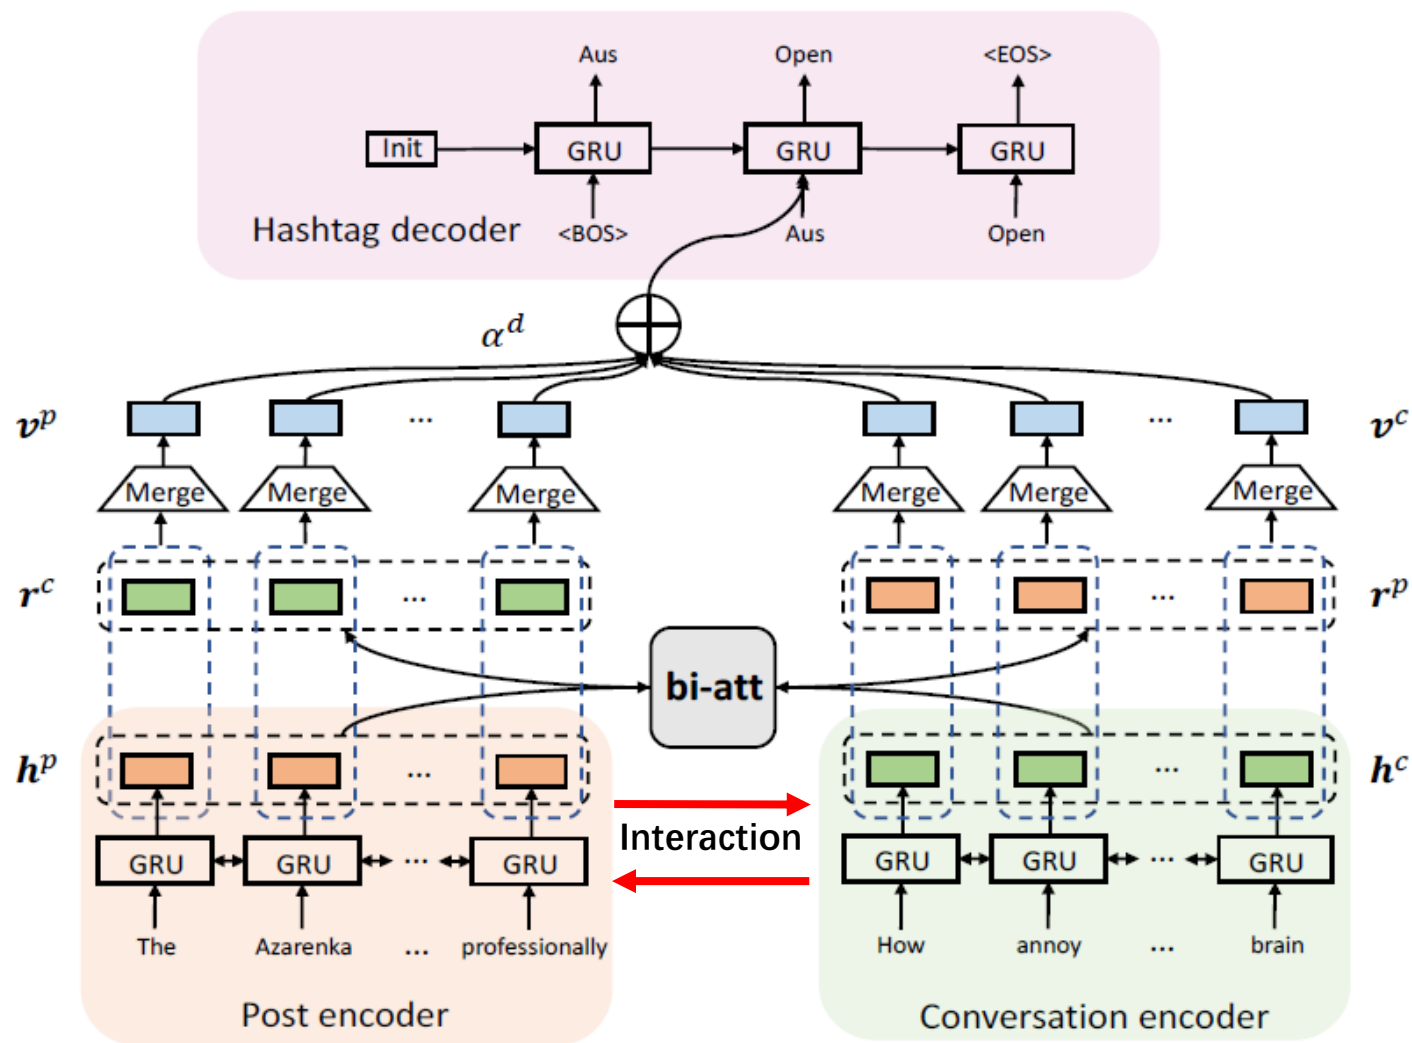 Aus Open <EOS>
Init GRU GRU GRU
Hashtag decoder <BOS> Aus Open
α^d
v^p ... ... v^c
Merge Merge Merge Merge Merge Merge
r^c ... ... r^p
bi-att
h^p ... ... h^c
Interaction
GRU GRU ... GRU GRU GRU ... GRU
The Azarenka ... professionally How annoy ... brain
Post encoder Conversation encoder